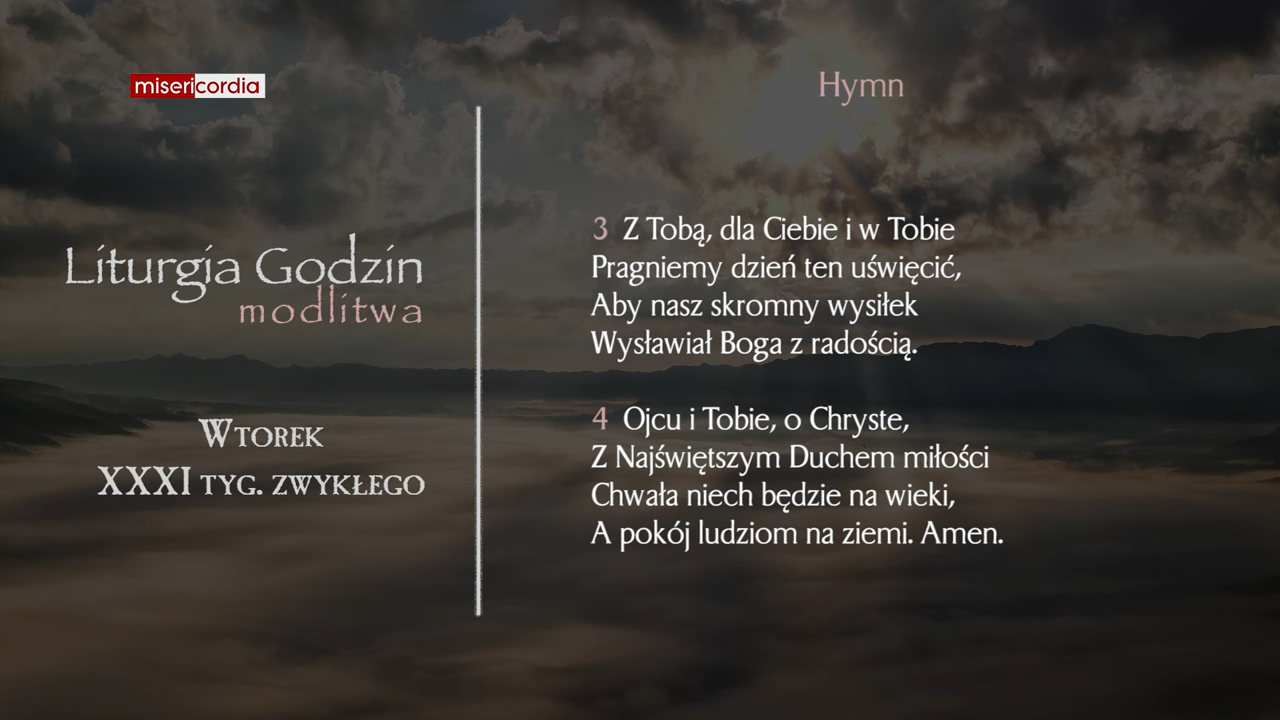 misericordia
Liturgia Godzin
modlitwa
Wtorek
XXXI tyg. zwykłego
Hymn
3 Z Tobą, dla Ciebie i w Tobie
Pragniemy dzień ten uświęcić,
Aby nasz skromny wysiłek
Wysławiał Boga z radością.
4 Ojcu i Tobie, o Chryste,
Z Najświętszym Duchem miłości
Chwała niech będzie na wieki,
A pokój ludziom na ziemi. Amen.